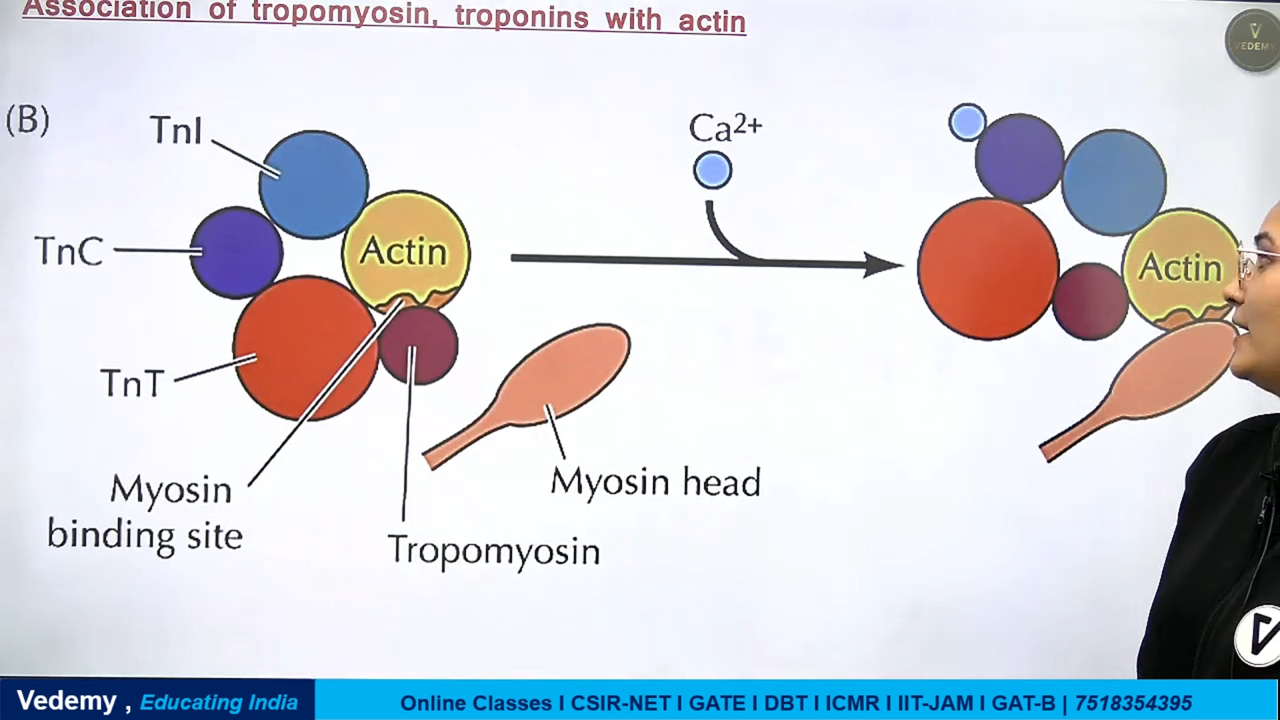 Association of tropomyosin, troponins with actin
VEDEMY
(B)
TnI
Ca2+
TnC
Actin
Actin
TnT
Myosin
binding site
Myosin head
Tropomyosin
Vedemy , Educating India
Online Classes I CSIR-NET I GATE I DBT I ICMR I IIT-JAM I GAT-B | 7518354395